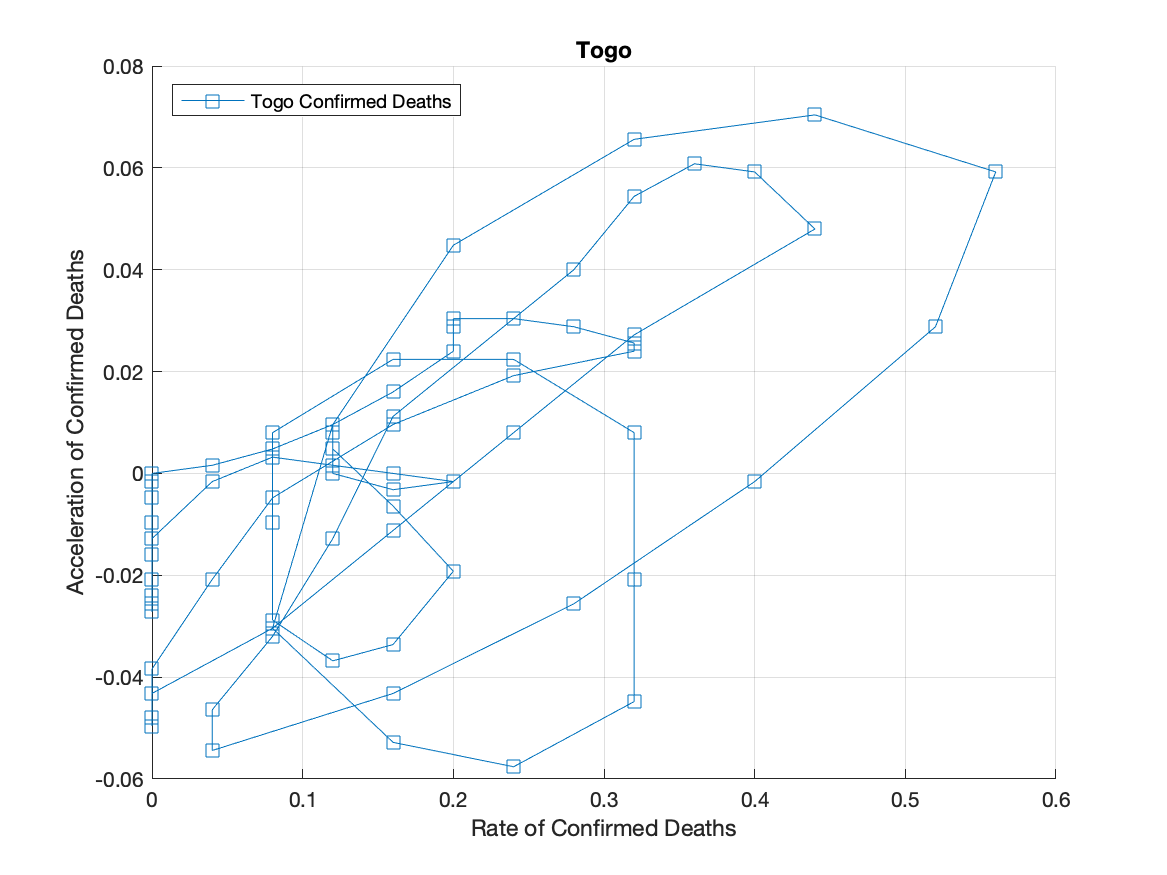 Togo
Togo Confirmed Deaths
Acceleration of Confirmed Deaths
0.08
0.06
0.04
0.02
0
-0.02
-0.04
-0.06
0 0.1 0.2 0.3 0.4 0.5 0.6
Rate of Confirmed Deaths